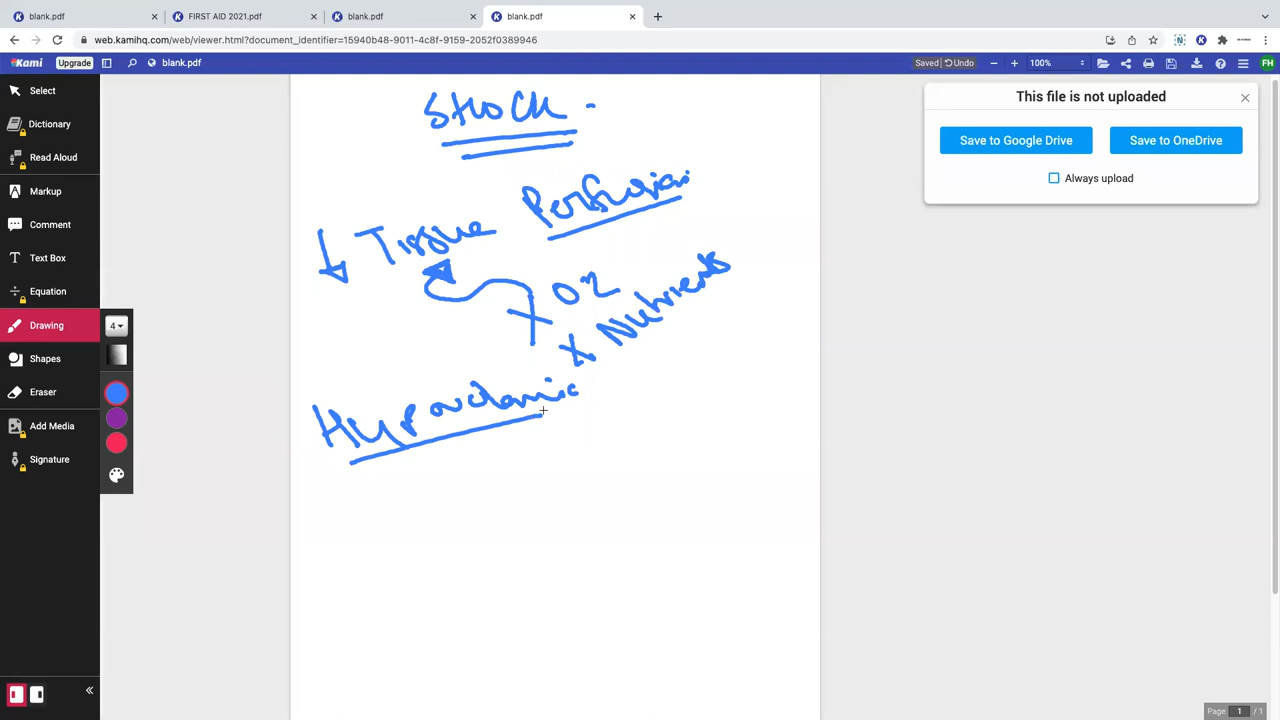 blank.pdf
FIRST AID 2021.pdf
blank.pdf
blank.pdf
web.kamihq.com/web/viewer.html?document_identifier=15940b48-9011-4c8f-9159-2052f0389946
Kami Upgrade blank.pdf Saved Undo 100% FH
Select
Dictionary
Read Aloud
Markup
Comment
Text Box
Equation
Drawing
Shapes
Eraser
Add Media
Signature
4
This file is not uploaded
Save to Google Drive Save to OneDrive
Always upload
Shock -
↓ Tissue Perfusion
O2
X Nutrients
Hypovolamic
Page 1 / 1